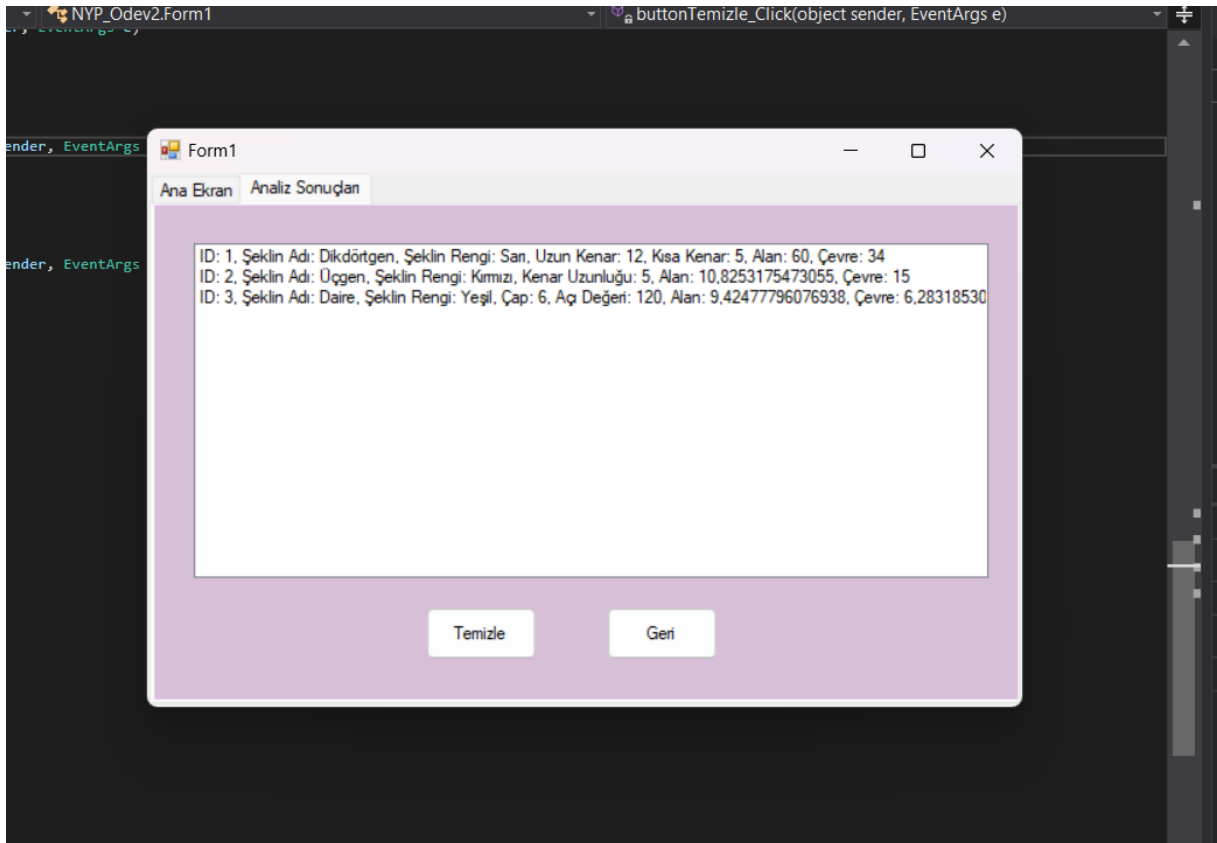 NYP_Odev2.Form1
buttonTemizle_Click(object sender, EventArgs e)
er, EventArgs e)
ender, EventArgs
Form1
Ana Ekran
Analiz Sonuçları
ID: 1, Şeklin Adı: Dikdörtgen, Şeklin Rengi: Sarı, Uzun Kenar: 12, Kısa Kenar: 5, Alan: 60, Çevre: 34
ender, EventArgs
ID: 2, Şeklin Adı: Üçgen, Şeklin Rengi: Kırmızı, Kenar Uzunluğu: 5, Alan: 10,8253175473055, Çevre: 15
ID: 3, Şeklin Adı: Daire, Şeklin Rengi: Yeşil, Çap: 6, Açı Değeri: 120, Alan: 9,42477796076938, Çevre: 6,28318530
Temizle
Geri